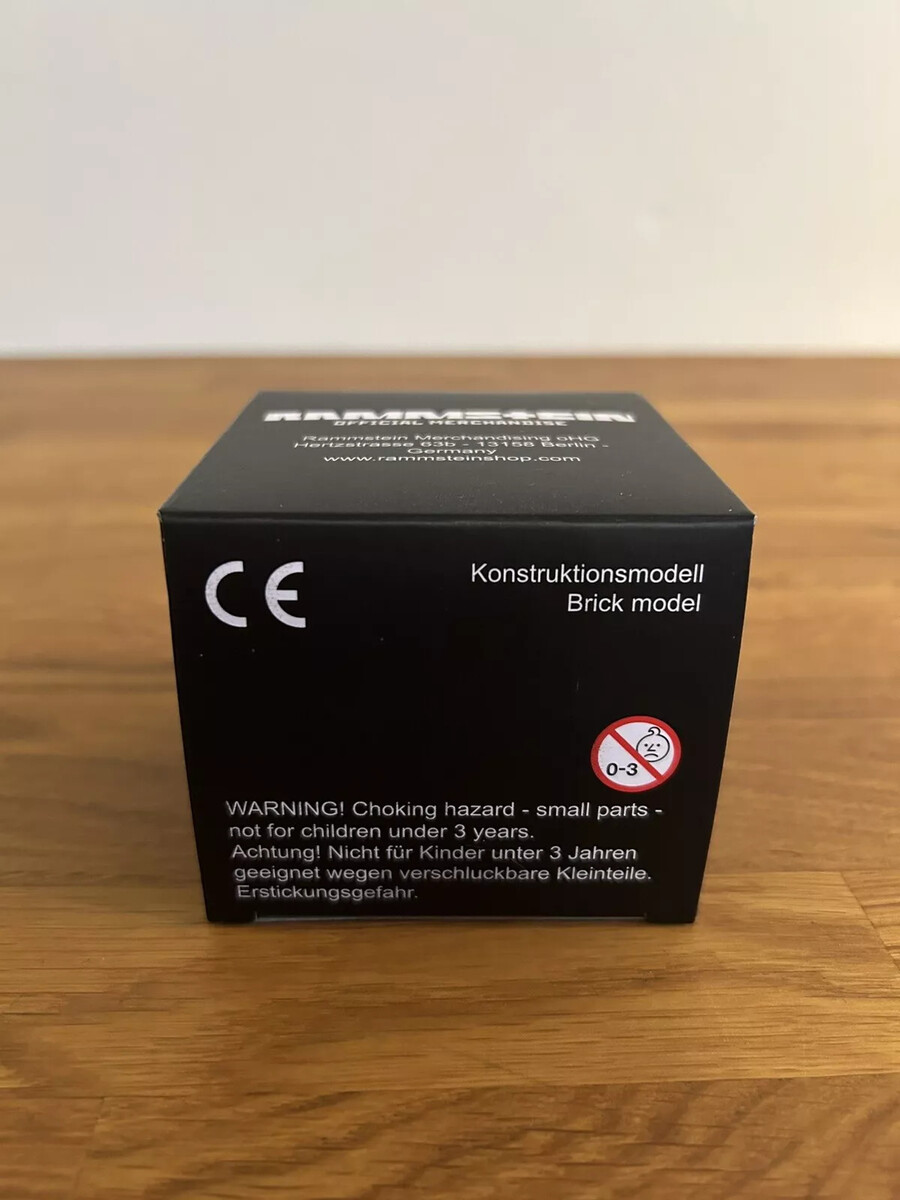 RAMMSTEIN
OFFICIAL MERCHANDISE
Rammstein Merchandising oHG
Hertzstrasse 63b - 13156 Berlin -
Germany
www.rammsteinshop.com
CE
Konstruktionsmodell
Brick model
0-3
WARNING! Choking hazard - small parts -
not for children under 3 years.
Achtung! Nicht für Kinder unter 3 Jahren
geeignet wegen verschluckbare Kleinteile.
Erstickungsgefahr.